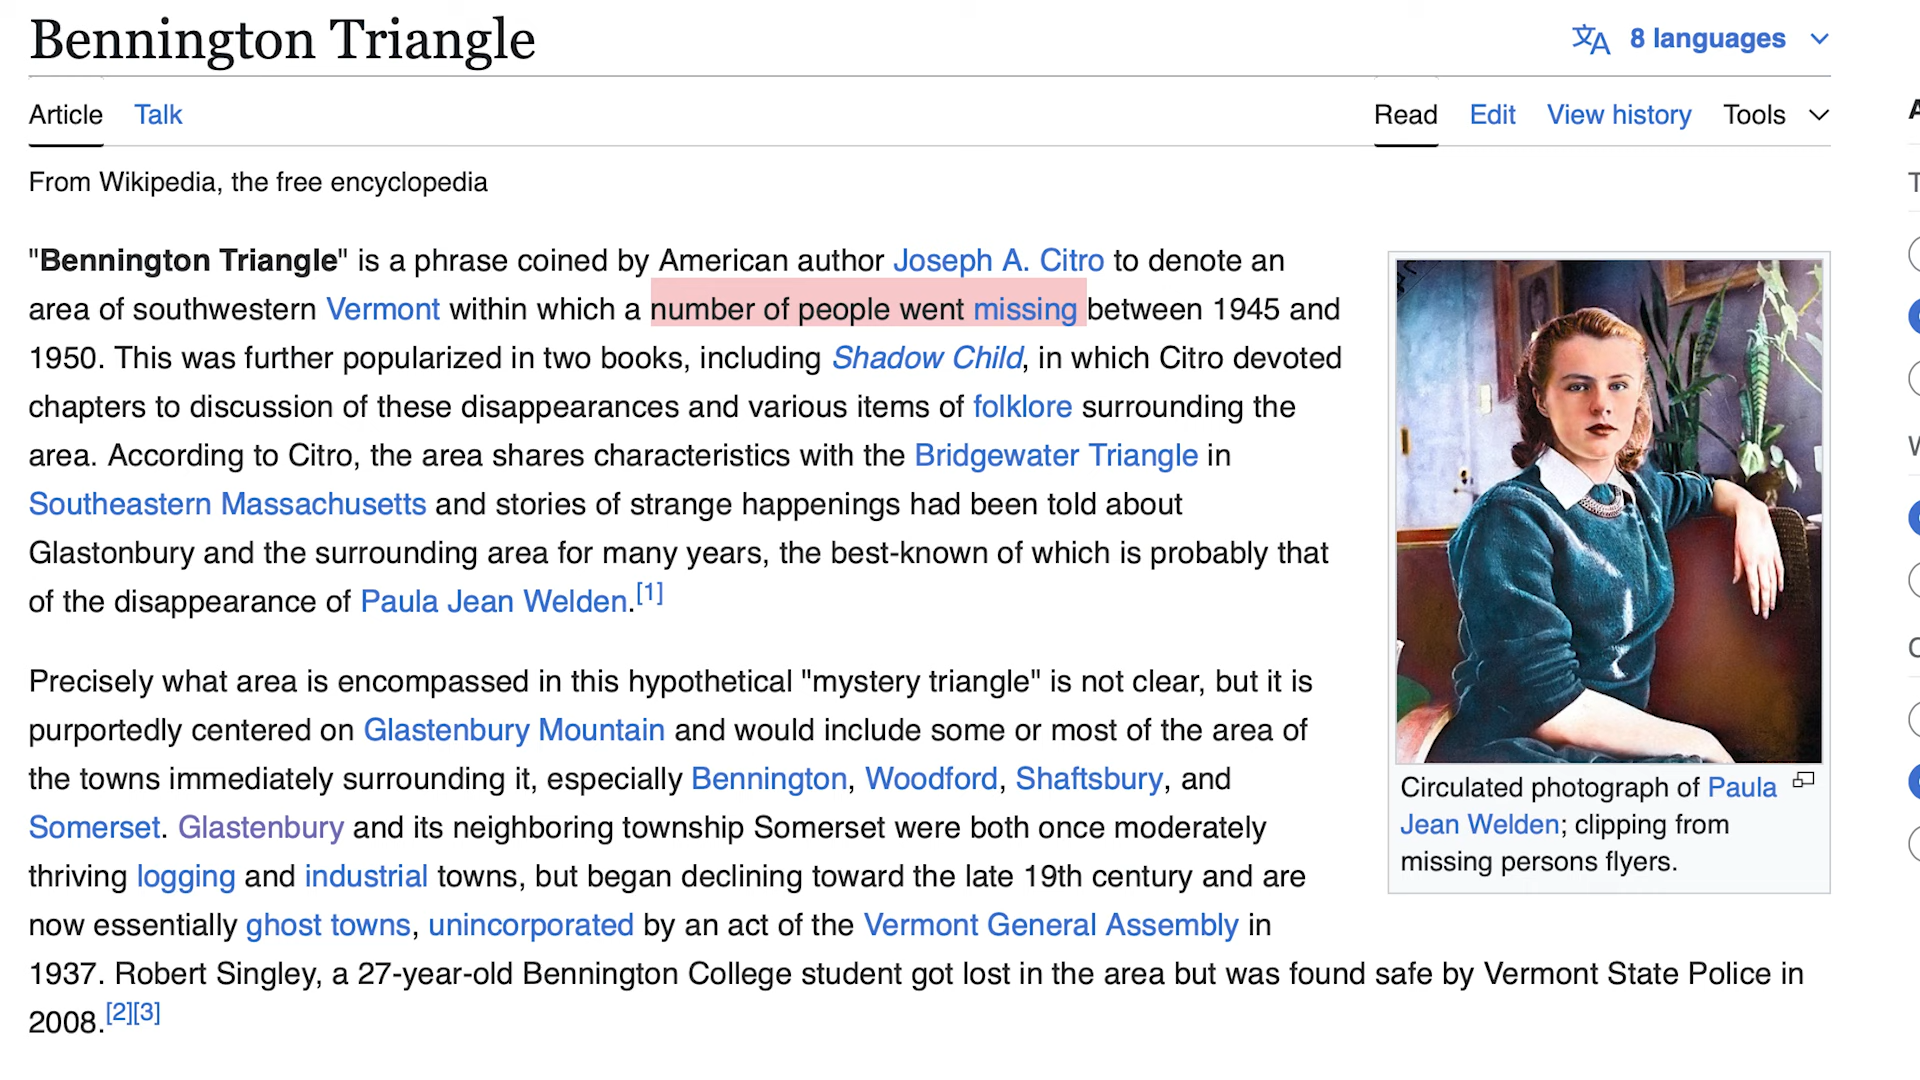 Bennington Triangle
8 languages
Article Talk
Read Edit View history Tools
From Wikipedia, the free encyclopedia
"Bennington Triangle" is a phrase coined by American author Joseph A. Citro to denote an
area of southwestern Vermont within which a number of people went missing between 1945 and
1950. This was further popularized in two books, including Shadow Child, in which Citro devoted
chapters to discussion of these disappearances and various items of folklore surrounding the
area. According to Citro, the area shares characteristics with the Bridgewater Triangle in
Southeastern Massachusetts and stories of strange happenings had been told about
Glastonbury and the surrounding area for many years, the best-known of which is probably that
of the disappearance of Paula Jean Welden.[1]
Precisely what area is encompassed in this hypothetical "mystery triangle" is not clear, but it is
purportedly centered on Glastenbury Mountain and would include some or most of the area of
the towns immediately surrounding it, especially Bennington, Woodford, Shaftsbury, and
Somerset. Glastenbury and its neighboring township Somerset were both once moderately
thriving logging and industrial towns, but began declining toward the late 19th century and are
now essentially ghost towns, unincorporated by an act of the Vermont General Assembly in
1937. Robert Singley, a 27-year-old Bennington College student got lost in the area but was found safe by Vermont State Police in
2008.[2][3]
Circulated photograph of Paula
Jean Welden; clipping from
missing persons flyers.